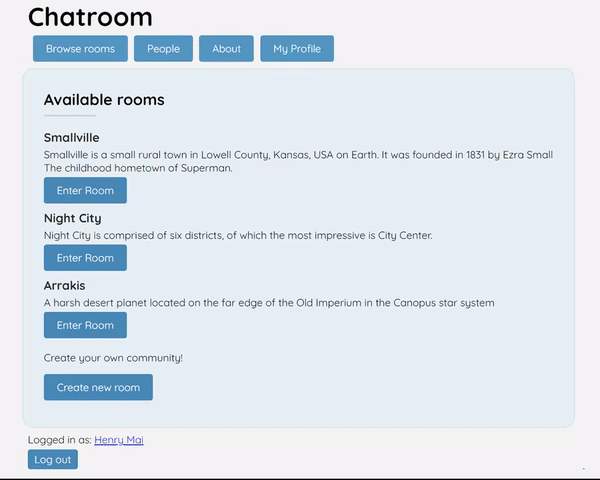 Chatroom
Browse rooms People About My Profile
Available rooms
Smallville
Smallville is a small rural town in Lowell County, Kansas, USA on Earth. It was founded in 1831 by Ezra Small
The childhood hometown of Superman.
Enter Room
Night City
Night City is comprised of six districts, of which the most impressive is City Center.
Enter Room
Arrakis
A harsh desert planet located on the far edge of the Old Imperium in the Canopus star system
Enter Room
Create your own community!
Create new room
Logged in as: Henry Mai
Log out